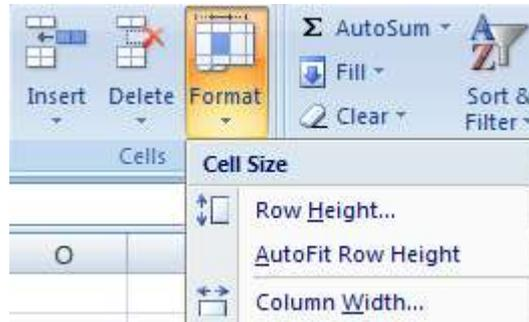 Insert Delete Format
Σ AutoSum
Fill
Clear
Sort &
Filter
Cells
Cell Size
Row Height...
AutoFit Row Height
Column Width...
O